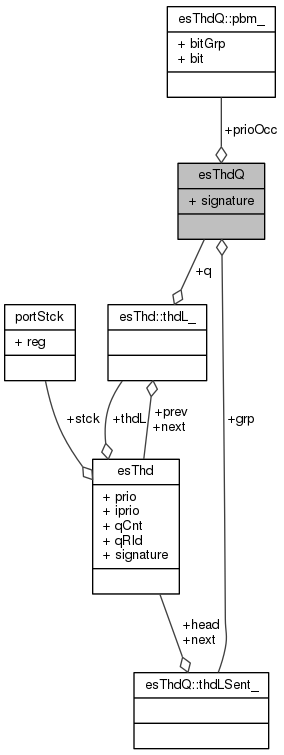 esThdQ::pbm_
+ bitGrp
+ bit
+prioOcc
esThdQ
+ signature
+q
portStck
+ reg
esThd::thdL_
+stck
+thdL
+prev
+next
+grp
esThd
+ prio
+ iprio
+ qCnt
+ qRld
+ signature
+head
+next
esThdQ::thdLSent_